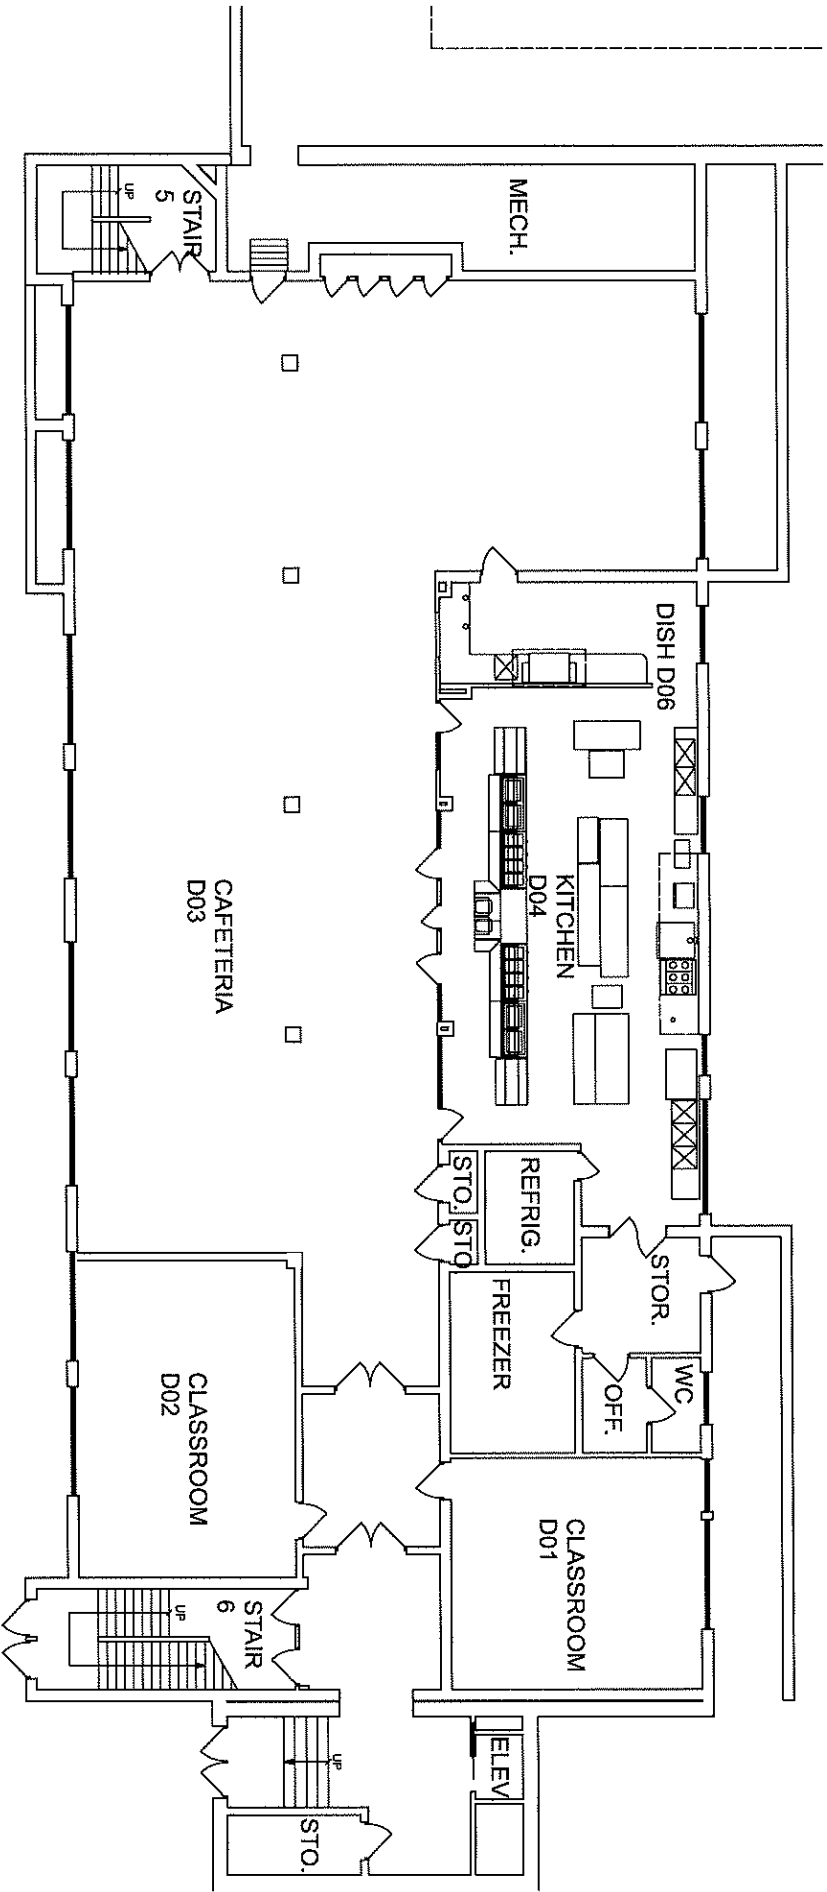 MECH.
UP
STAIR
5
DISH D06
KITCHEN
D04
CAFETERIA
D03
STO.
STO
REFRIG.
STOR.
FREEZER
WC
OFF.
CLASSROOM
D02
CLASSROOM
D01
UP
STAIR
6
UP
ELEV
STO.